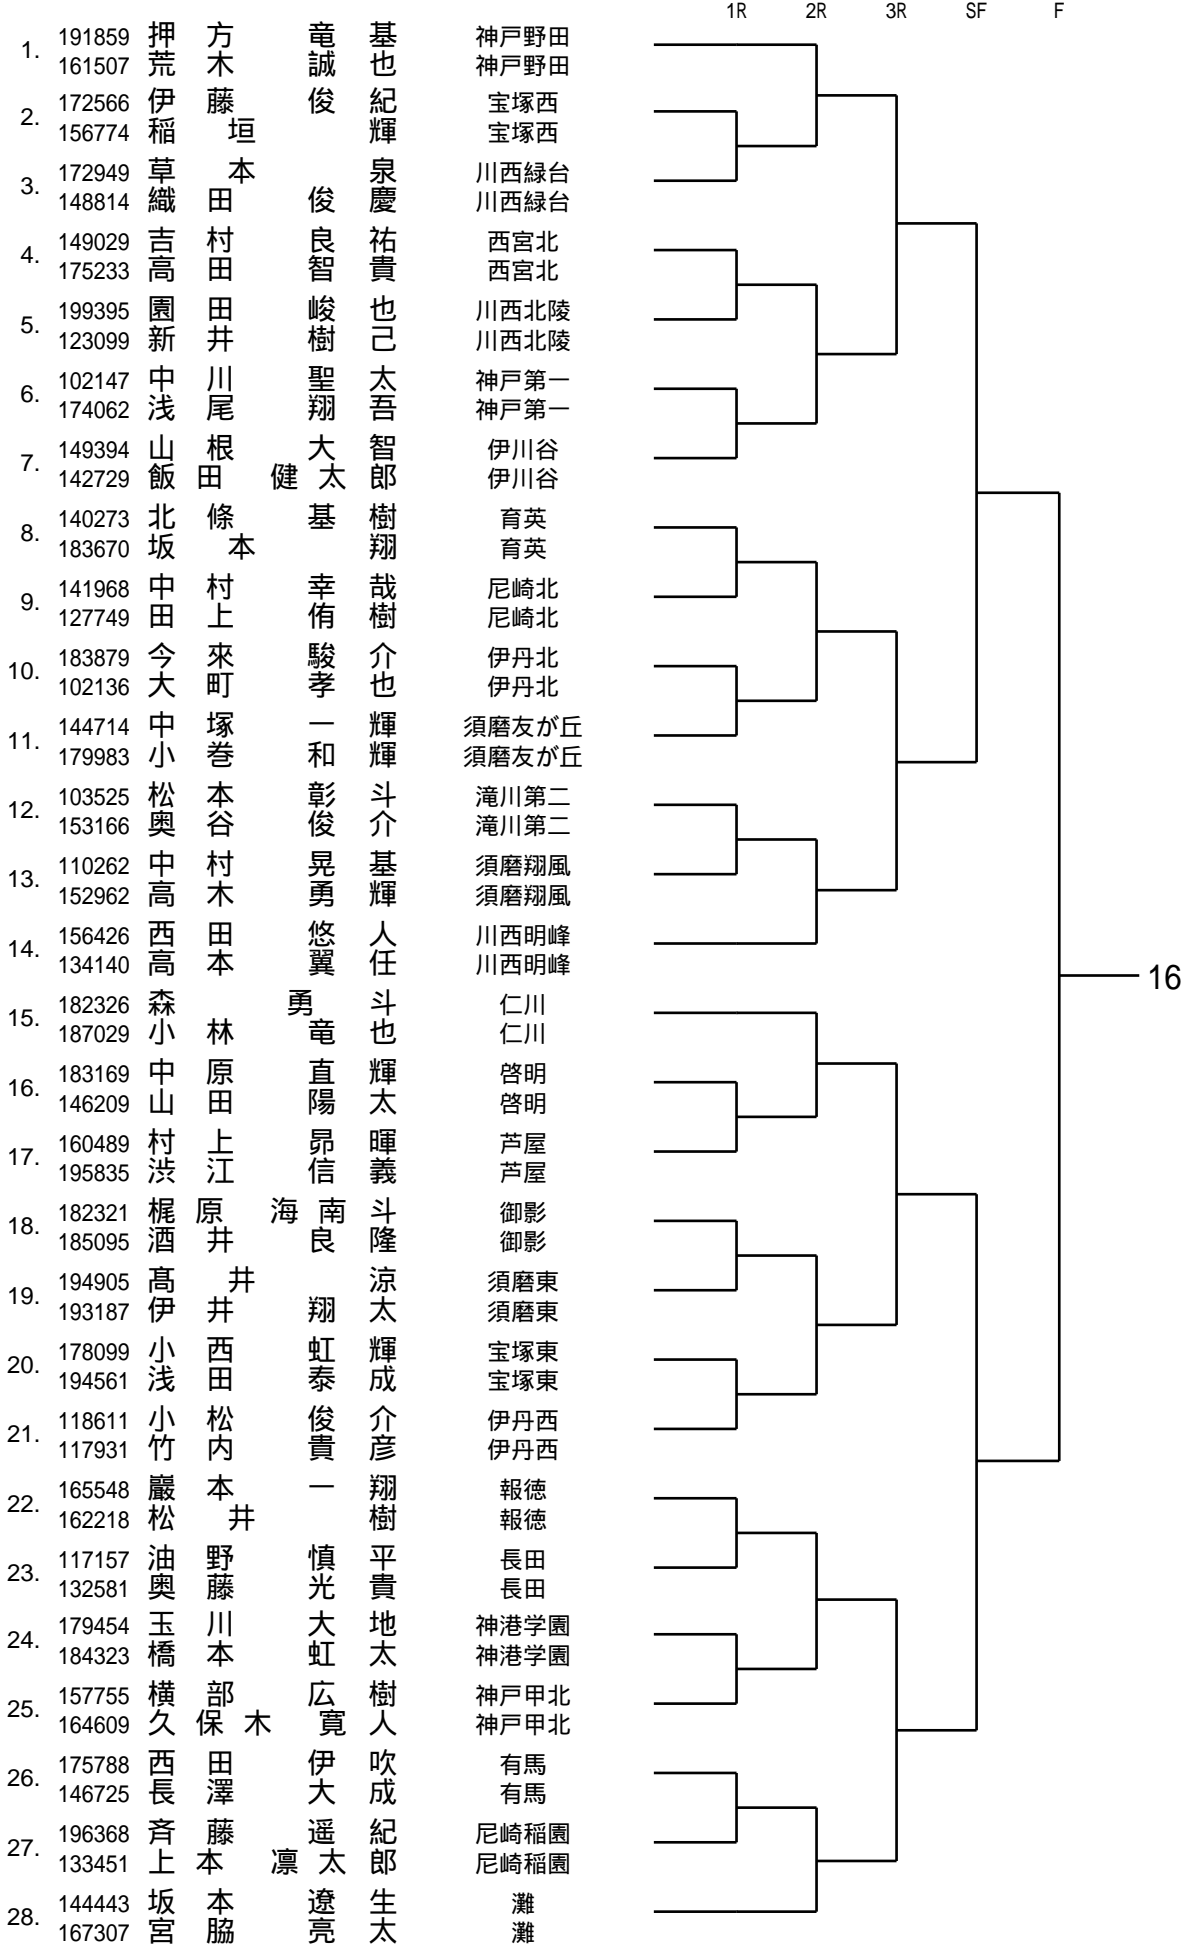 1R 2R 3R SF F
1. 191859 押方 竜基 神戸野田
161507 荒木 誠也 神戸野田
2. 172566 伊藤 俊紀 宝塚西
156774 稲垣 輝 宝塚西
3. 172949 草本 泉 川西緑台
148814 織田 俊慶 川西緑台
4. 149029 吉村 良祐 西宮北
175233 高田 智貴 西宮北
5. 199395 園田 峻也 川西北陵
123099 新井 樹己 川西北陵
6. 102147 中川 聖太 神戸第一
174062 浅尾 翔吾 神戸第一
7. 149394 山根 大智 伊川谷
142729 飯田 健太郎 伊川谷
8. 140273 北條 基樹 育英
183670 坂本 翔 育英
9. 141968 中村 幸哉 尼崎北
127749 田上 侑樹 尼崎北
10. 183879 今來 駿介 伊丹北
102136 大町 孝也 伊丹北
11. 144714 中塚 一輝 須磨友が丘
179983 小巻 和輝 須磨友が丘
12. 103525 松本 彰斗 滝川第二
153166 奥谷 俊介 滝川第二
13. 110262 中村 晃基 須磨翔風
152962 高木 勇輝 須磨翔風
14. 156426 西田 悠人 川西明峰
134140 高本 翼任 川西明峰
16
15. 182326 森 勇斗 仁川
187029 小林 竜也 仁川
16. 183169 中原 直輝 啓明
146209 山田 陽太 啓明
17. 160489 村上 昴暉 芦屋
195835 渋江 信義 芦屋
18. 182321 梶原 海南斗 御影
185095 酒井 良隆 御影
19. 194905 髙井 涼 須磨東
193187 伊井 翔太 須磨東
20. 178099 小西 虹輝 宝塚東
194561 浅田 泰成 宝塚東
21. 118611 小松 俊介 伊丹西
117931 竹内 貴彦 伊丹西
22. 165548 巖本 一翔 報徳
162218 松井 樹 報徳
23. 117157 油野 慎平 長田
132581 奥藤 光貴 長田
24. 179454 玉川 大地 神港学園
184323 橋本 虹太 神港学園
25. 157755 横部 広樹 神戸甲北
164609 久保木 寛人 神戸甲北
26. 175788 西田 伊吹 有馬
146725 長澤 大成 有馬
27. 196368 斉藤 遥紀 尼崎稲園
133451 上本 凛太郎 尼崎稲園
28. 144443 坂本 遼生 灘
167307 宮脇 亮太 灘